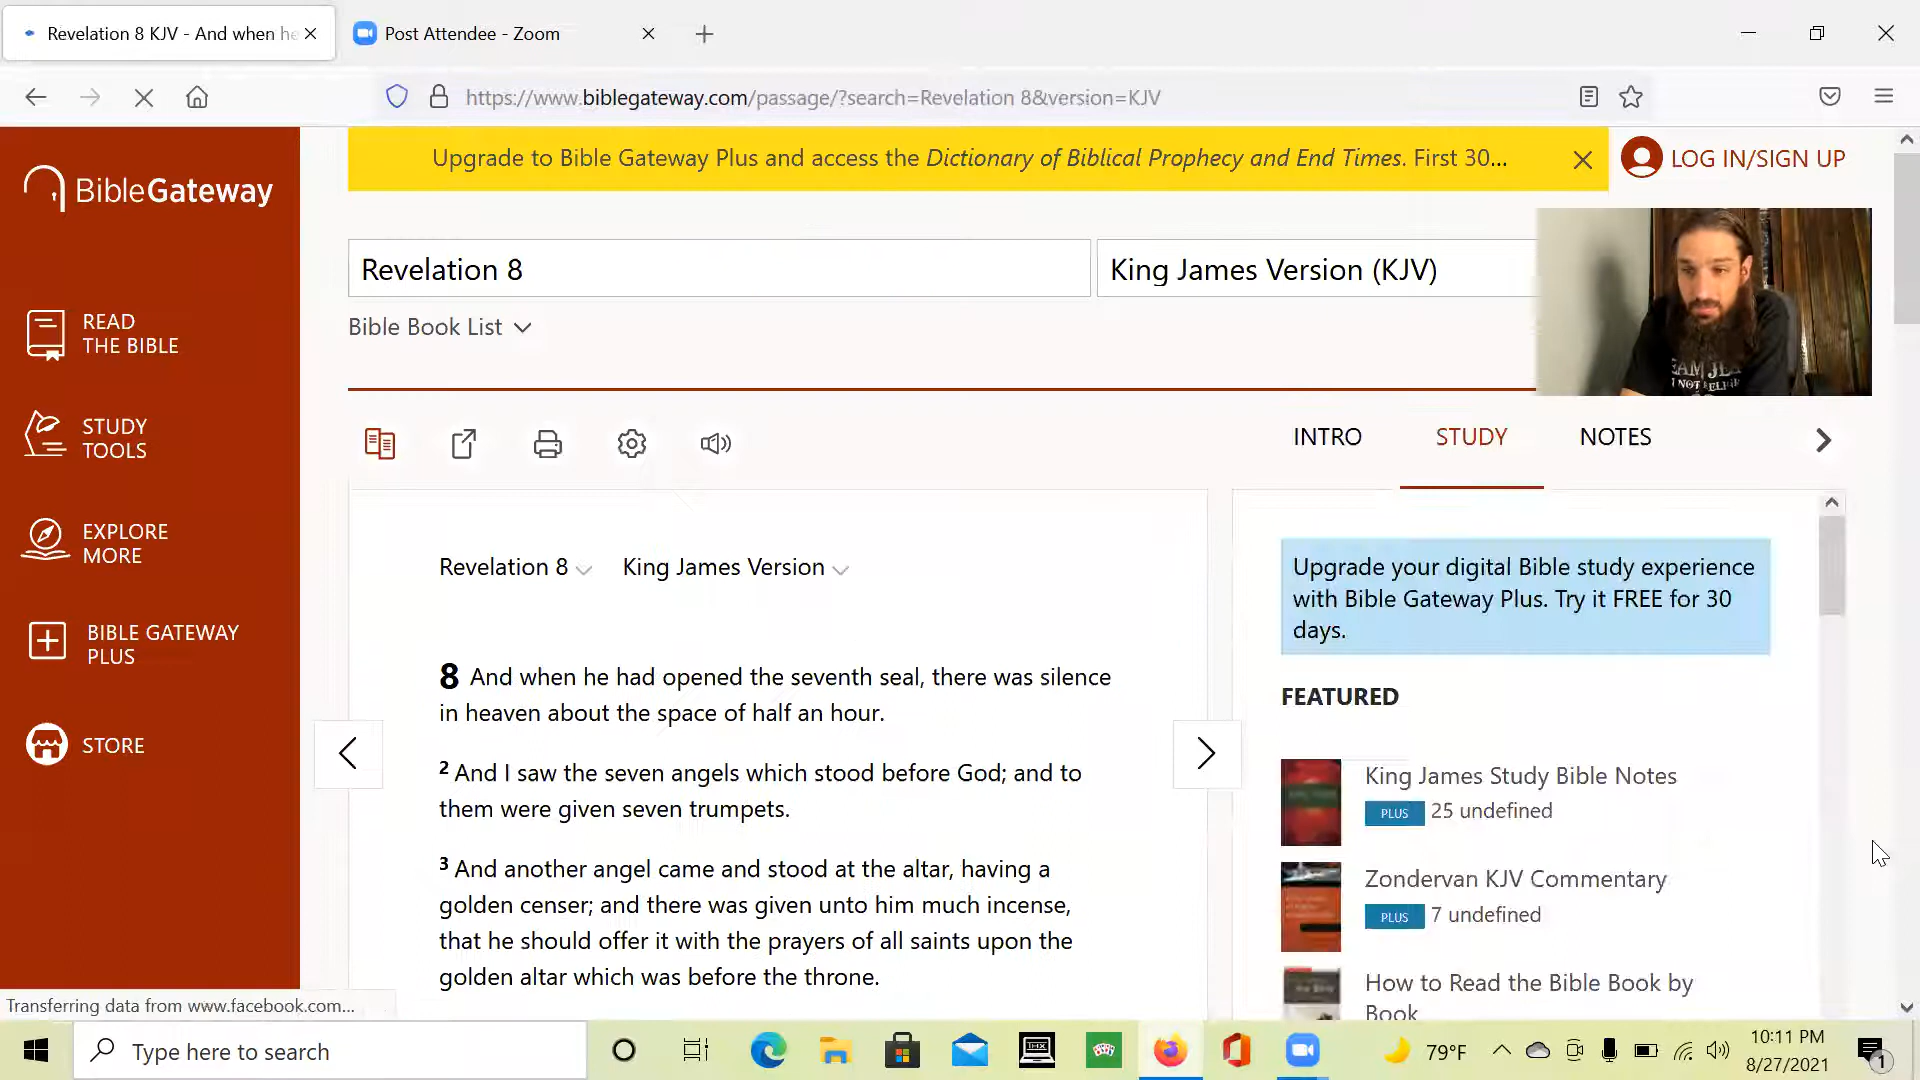 Revelation 8 KJV - And when he
Post Attendee - Zoom
https://www.biblegateway.com/passage/?search=Revelation 8&version=KJV
Upgrade to Bible Gateway Plus and access the Dictionary of Biblical Prophecy and End Times. First 30...
LOG IN/SIGN UP
BibleGateway
Revelation 8
King James Version (KJV)
Bible Book List
READ
THE BIBLE
STUDY
TOOLS
EXPLORE
MORE
BIBLE GATEWAY
PLUS
STORE
INTRO
STUDY
NOTES
Revelation 8
King James Version
8 And when he had opened the seventh seal, there was silence
in heaven about the space of half an hour.
2 And I saw the seven angels which stood before God; and to
them were given seven trumpets.
3 And another angel came and stood at the altar, having a
golden censer; and there was given unto him much incense,
that he should offer it with the prayers of all saints upon the
golden altar which was before the throne.
Upgrade your digital Bible study experience
with Bible Gateway Plus. Try it FREE for 30
days.
FEATURED
King James Study Bible Notes
PLUS 25 undefined
Zondervan KJV Commentary
PLUS 7 undefined
How to Read the Bible Book by
Book
Transferring data from www.facebook.com...
Type here to search
79°F
10:11 PM
8/27/2021
1